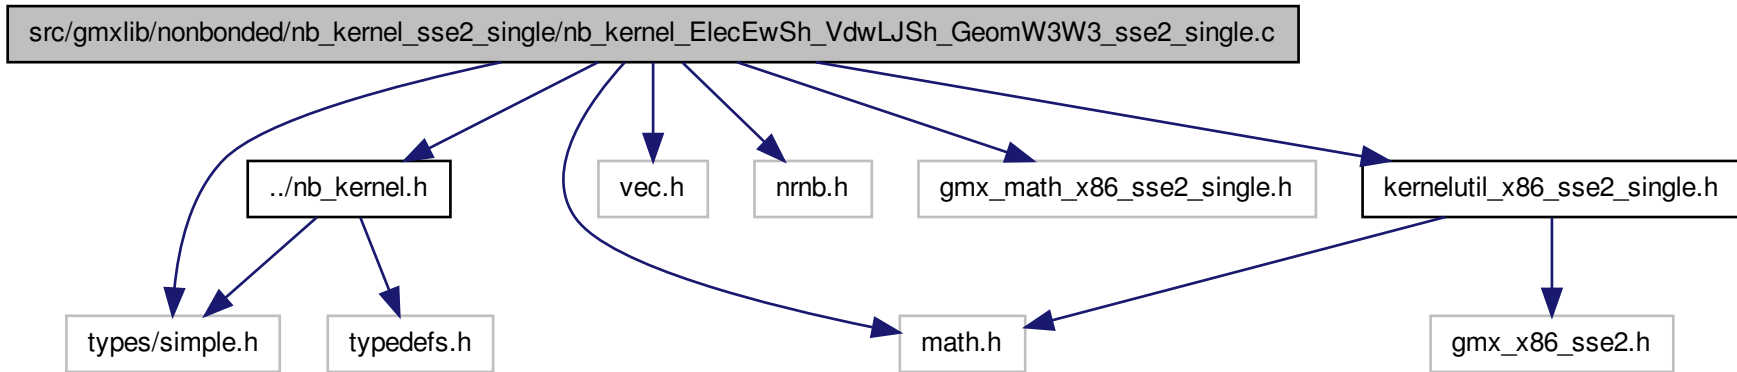 src/gmxlib/nonbonded/nb_kernel_sse2_single/nb_kernel_ElecEwSh_VdwLJSh_GeomW3W3_sse2_single.c
../nb_kernel.h
vec.h
nrnb.h
gmx_math_x86_sse2_single.h
kernelutil_x86_sse2_single.h
types/simple.h
typedefs.h
math.h
gmx_x86_sse2.h